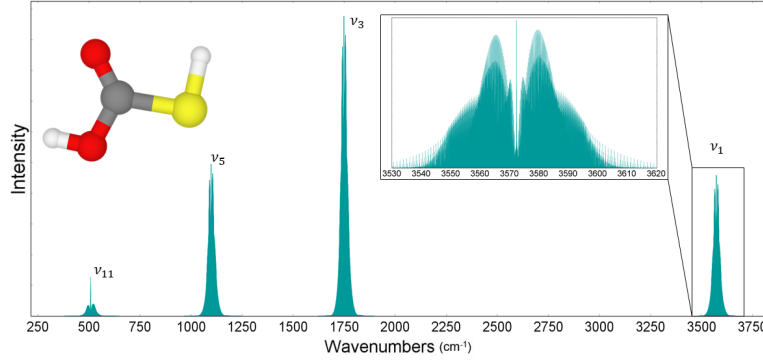 Intensity
ν₁₁
ν₅
ν₃
ν₁
3530 3540 3550 3560 3570 3580 3590 3600 3610 3620
250 500 750 1000 1250 1500 1750 2000 2250 2500 2750 3000 3250 3500 3750
Wavenumbers (cm⁻¹)